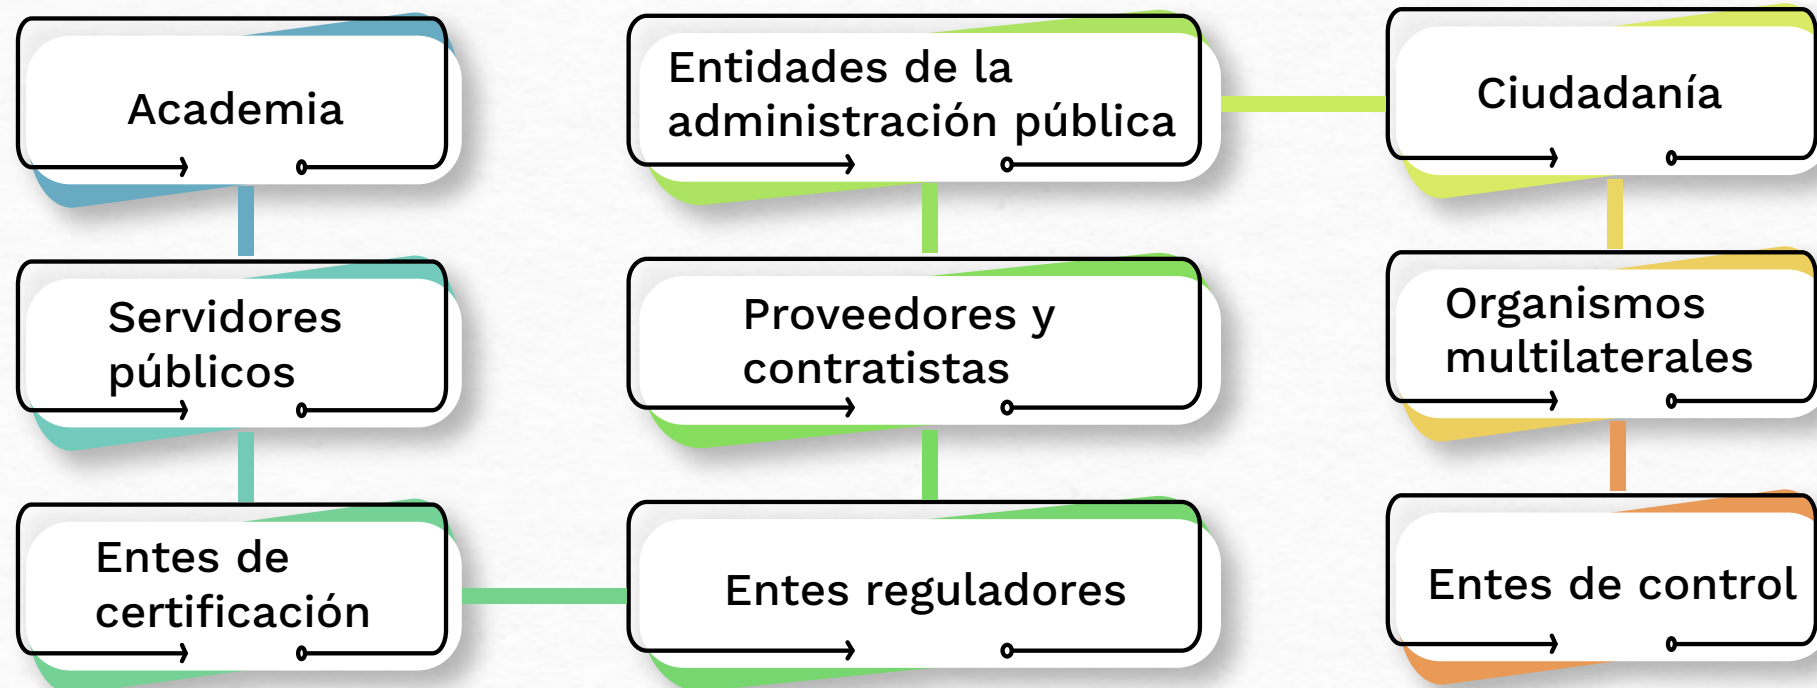 Academia
Servidores
públicos
Entes de
certificación
Entidades de la
administración pública
Proveedores y
contratistas
Entes reguladores
Ciudadanía
Organismos
multilaterales
Entes de control